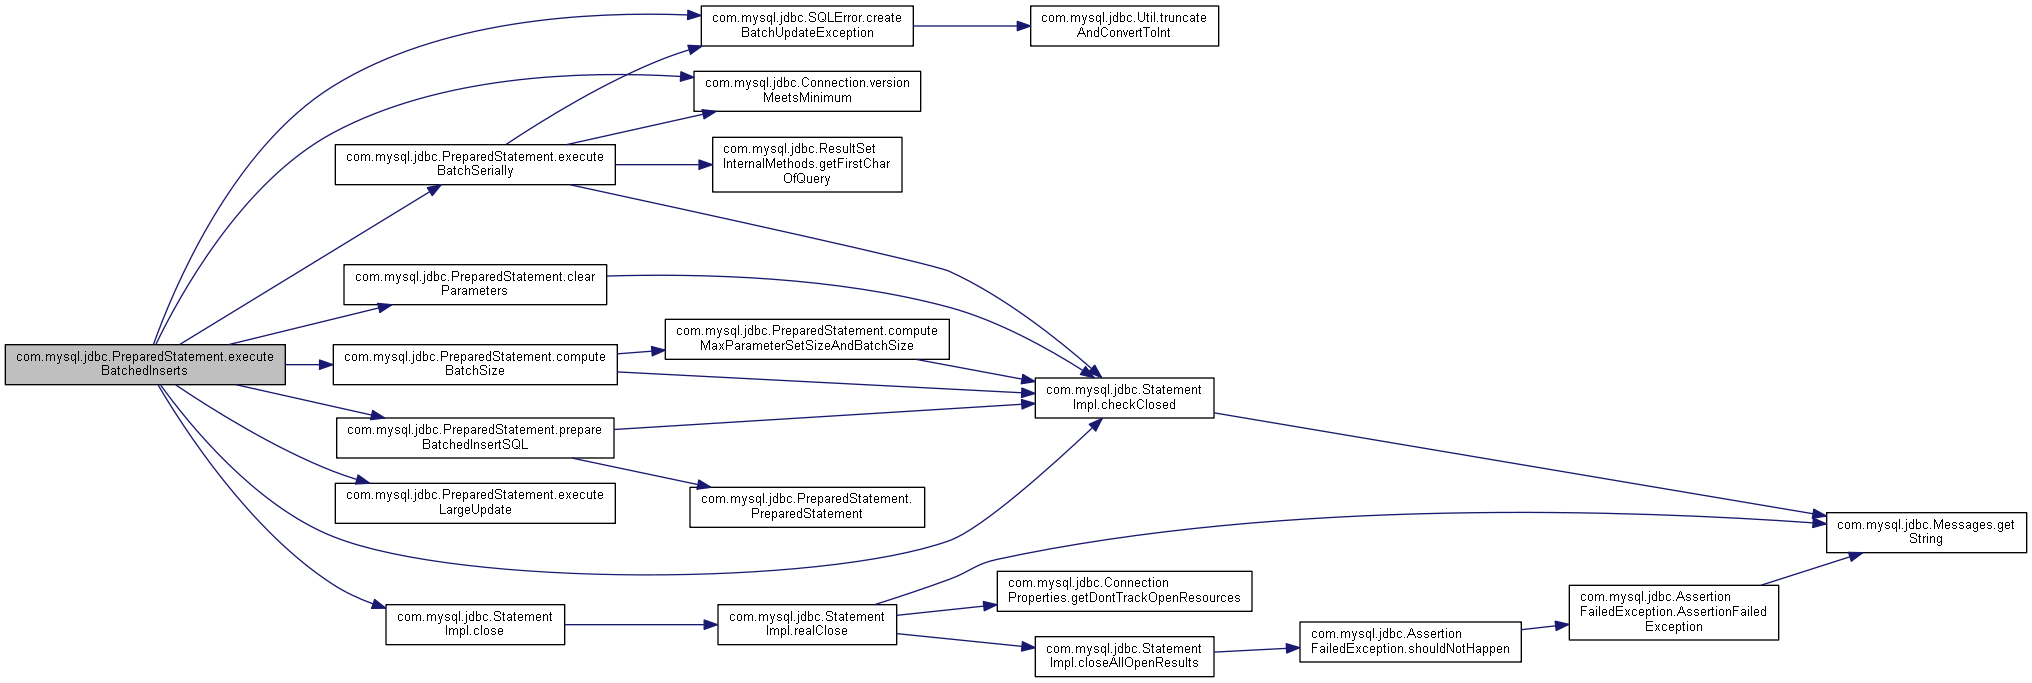 com.mysql.jdbc.SQLError.create
BatchUpdateException
com.mysql.jdbc.Util.truncate
AndConvertToInt
com.mysql.jdbc.Connection.version
MeetsMinimum
com.mysql.jdbc.PreparedStatement.execute
BatchSerially
com.mysql.jdbc.ResultSet
InternalMethods.getFirstChar
OfQuery
com.mysql.jdbc.PreparedStatement.clear
Parameters
com.mysql.jdbc.PreparedStatement.execute
BatchedInserts
com.mysql.jdbc.PreparedStatement.compute
BatchSize
com.mysql.jdbc.PreparedStatement.compute
MaxParameterSetSizeAndBatchSize
com.mysql.jdbc.Statement
Impl.checkClosed
com.mysql.jdbc.PreparedStatement.prepare
BatchedInsertSQL
com.mysql.jdbc.PreparedStatement.execute
LargeUpdate
com.mysql.jdbc.PreparedStatement.
PreparedStatement
com.mysql.jdbc.Messages.get
String
com.mysql.jdbc.Statement
Impl.close
com.mysql.jdbc.Statement
Impl.realClose
com.mysql.jdbc.Connection
Properties.getDontTrackOpenResources
com.mysql.jdbc.Statement
Impl.closeAllOpenResults
com.mysql.jdbc.Assertion
FailedException.shouldNotHappen
com.mysql.jdbc.Assertion
FailedException.AssertionFailed
Exception